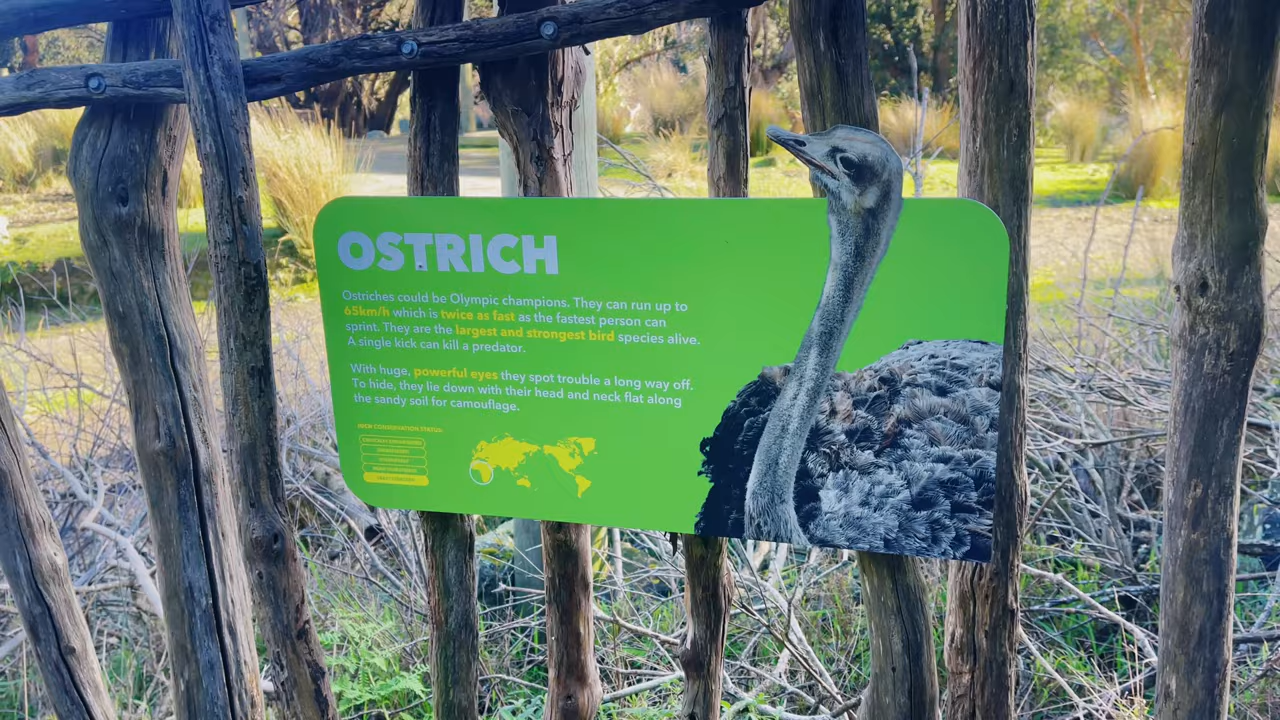 OSTRICH
Ostriches could be Olympic champions. They can run up to
65km/h which is twice as fast as the fastest person can
sprint. They are the largest and strongest bird species alive.
A single kick can kill a predator.
With huge, powerful eyes they spot trouble a long way off.
To hide, they lie down with their head and neck flat along
the sandy soil for camouflage.
CONSERVATION STATUS: